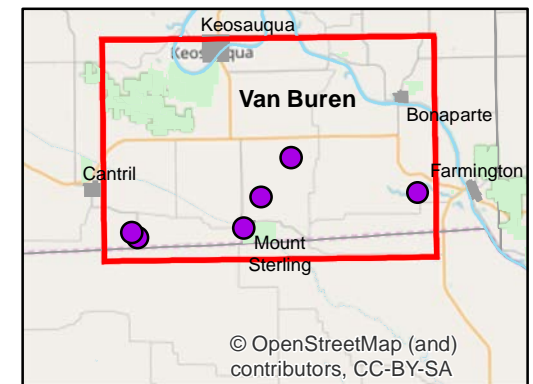 Keosauqua
Keosauqua
Van Buren
Bonaparte
Cantril
Farmington
Mount
Sterling
© OpenStreetMap (and)
contributors, CC-BY-SA